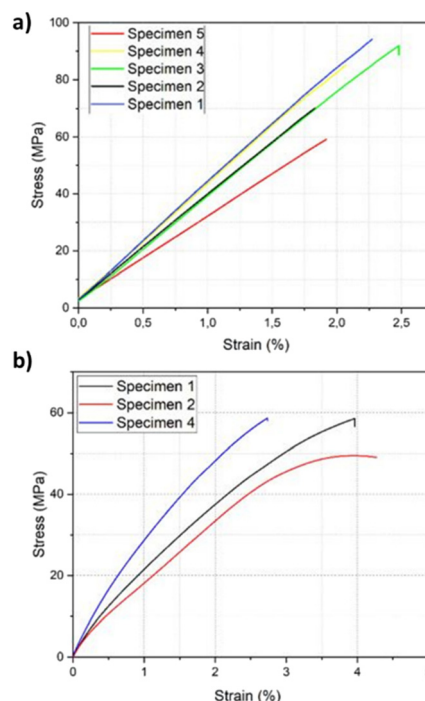 a)
Specimen 5
Specimen 4
Specimen 3
Specimen 2
Specimen 1
100
80
60
40
20
0
Stress (MPa)
0,0 0,5 1,0 1,5 2,0 2,5
Strain (%)
b)
Specimen 1
Specimen 2
Specimen 4
60
40
20
0
Stress (MPa)
0 1 2 3 4
Strain (%)